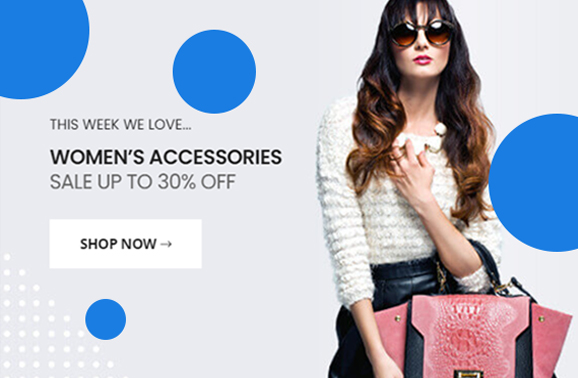 THIS WEEK WE LOVE...
WOMEN'S ACCESSORIES
SALE UP TO 30% OFF
SHOP NOW →